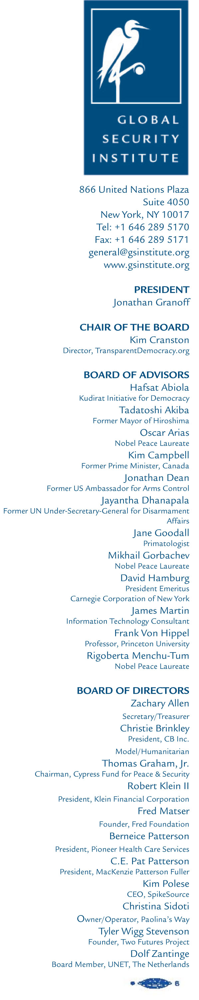 GLOBAL
SECURITY
INSTITUTE
866 United Nations Plaza
Suite 4050
New York, NY 10017
Tel: +1 646 289 5170
Fax: +1 646 289 5171
general@gsinstitute.org
www.gsinstitute.org
PRESIDENT
Jonathan Granoff
CHAIR OF THE BOARD
Kim Cranston
Director, TransparentDemocracy.org
BOARD OF ADVISORS
Hafsat Abiola
Kudirat Initiative for Democracy
Tadatoshi Akiba
Former Mayor of Hiroshima
Oscar Arias
Nobel Peace Laureate
Kim Campbell
Former Prime Minister, Canada
Jonathan Dean
Former US Ambassador for Arms Control
Jayantha Dhanapala
Former UN Under-Secretary-General for Disarmament
Affairs
Jane Goodall
Primatologist
Mikhail Gorbachev
Nobel Peace Laureate
David Hamburg
President Emeritus
Carnegie Corporation of New York
James Martin
Information Technology Consultant
Frank Von Hippel
Professor, Princeton University
Rigoberta Menchu-Tum
Nobel Peace Laureate
BOARD OF DIRECTORS
Zachary Allen
Secretary/Treasurer
Christie Brinkley
President, CB Inc.
Model/Humanitarian
Thomas Graham, Jr.
Chairman, Cypress Fund for Peace & Security
Robert Klein II
President, Klein Financial Corporation
Fred Matser
Founder, Fred Foundation
Berneice Patterson
President, Pioneer Health Care Services
C.E. Pat Patterson
President, MacKenzie Patterson Fuller
Kim Polese
CEO, SpikeSource
Christina Sidoti
Owner/Operator, Paolina’s Way
Tyler Wigg Stevenson
Founder, Two Futures Project
Dolf Zantinge
Board Member, UNET, The Netherlands